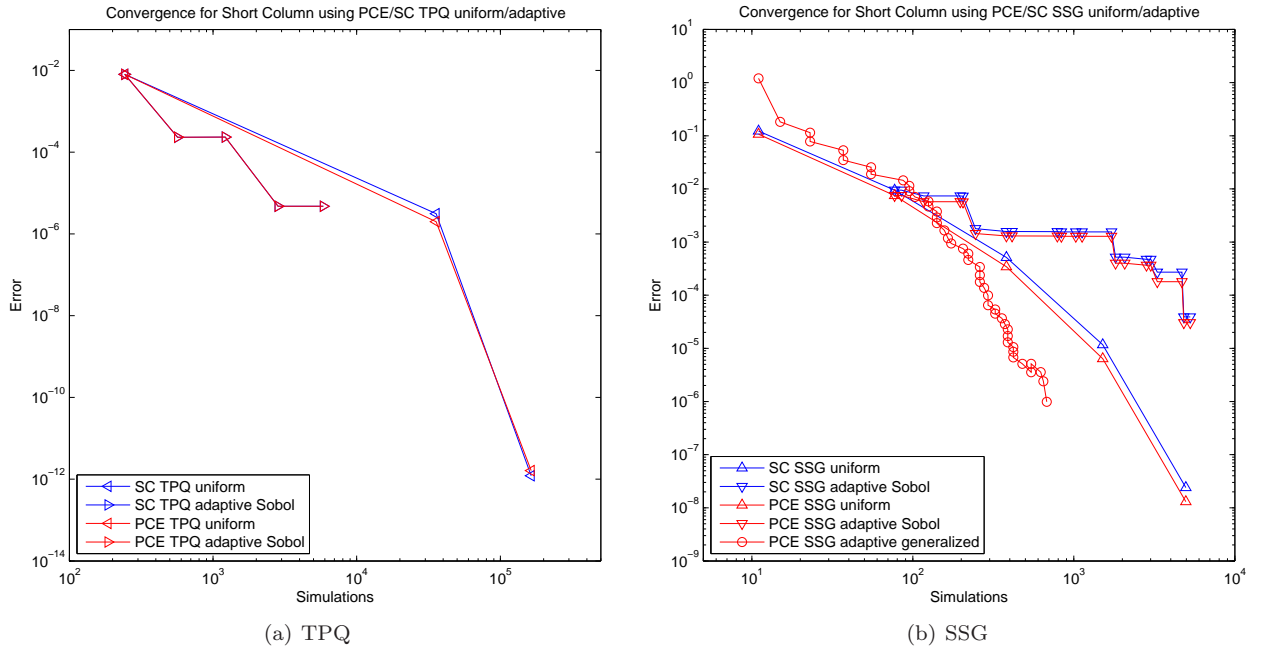 Convergence for Short Column using PCE/SC TPQ uniform/adaptive
10^−2
10^−4
10^−6
10^−8
10^−10
10^−12
10^−14
Error
10^2
10^3
10^4
10^5
Simulations
SC TPQ uniform
SC TPQ adaptive Sobol
PCE TPQ uniform
PCE TPQ adaptive Sobol
(a) TPQ
Convergence for Short Column using PCE/SC SSG uniform/adaptive
10^1
10^0
10^−1
10^−2
10^−3
10^−4
10^−5
10^−6
10^−7
10^−8
10^−9
Error
10^1
10^2
10^3
10^4
Simulations
SC SSG uniform
SC SSG adaptive Sobol
PCE SSG uniform
PCE SSG adaptive Sobol
PCE SSG adaptive generalized
(b) SSG